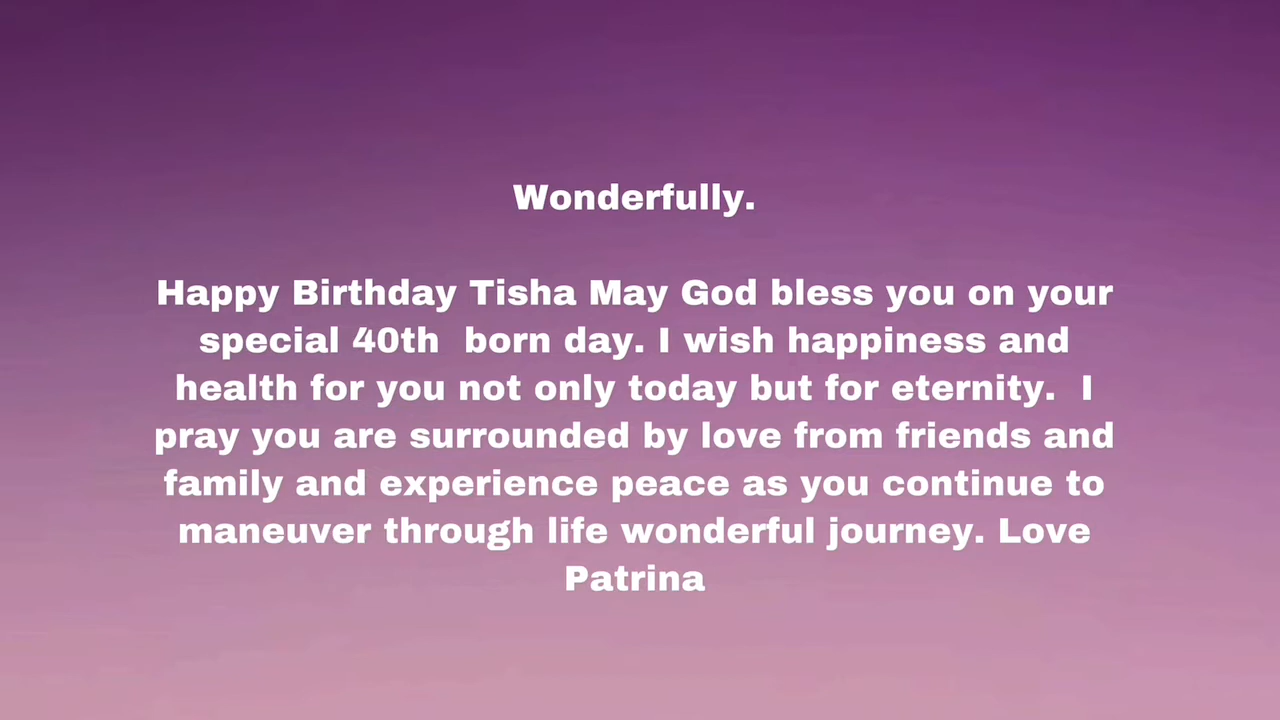 Wonderfully.
Happy Birthday Tisha May God bless you on your
special 40th  born day. I wish happiness and
health for you not only today but for eternity.  I
pray you are surrounded by love from friends and
family and experience peace as you continue to
maneuver through life wonderful journey. Love
Patrina